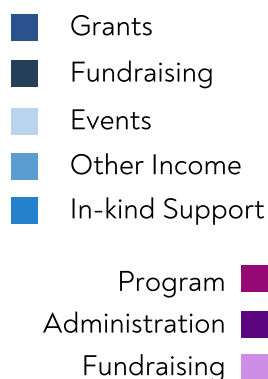 Grants
Fundraising
Events
Other Income
In-kind Support
Program
Administration
Fundraising